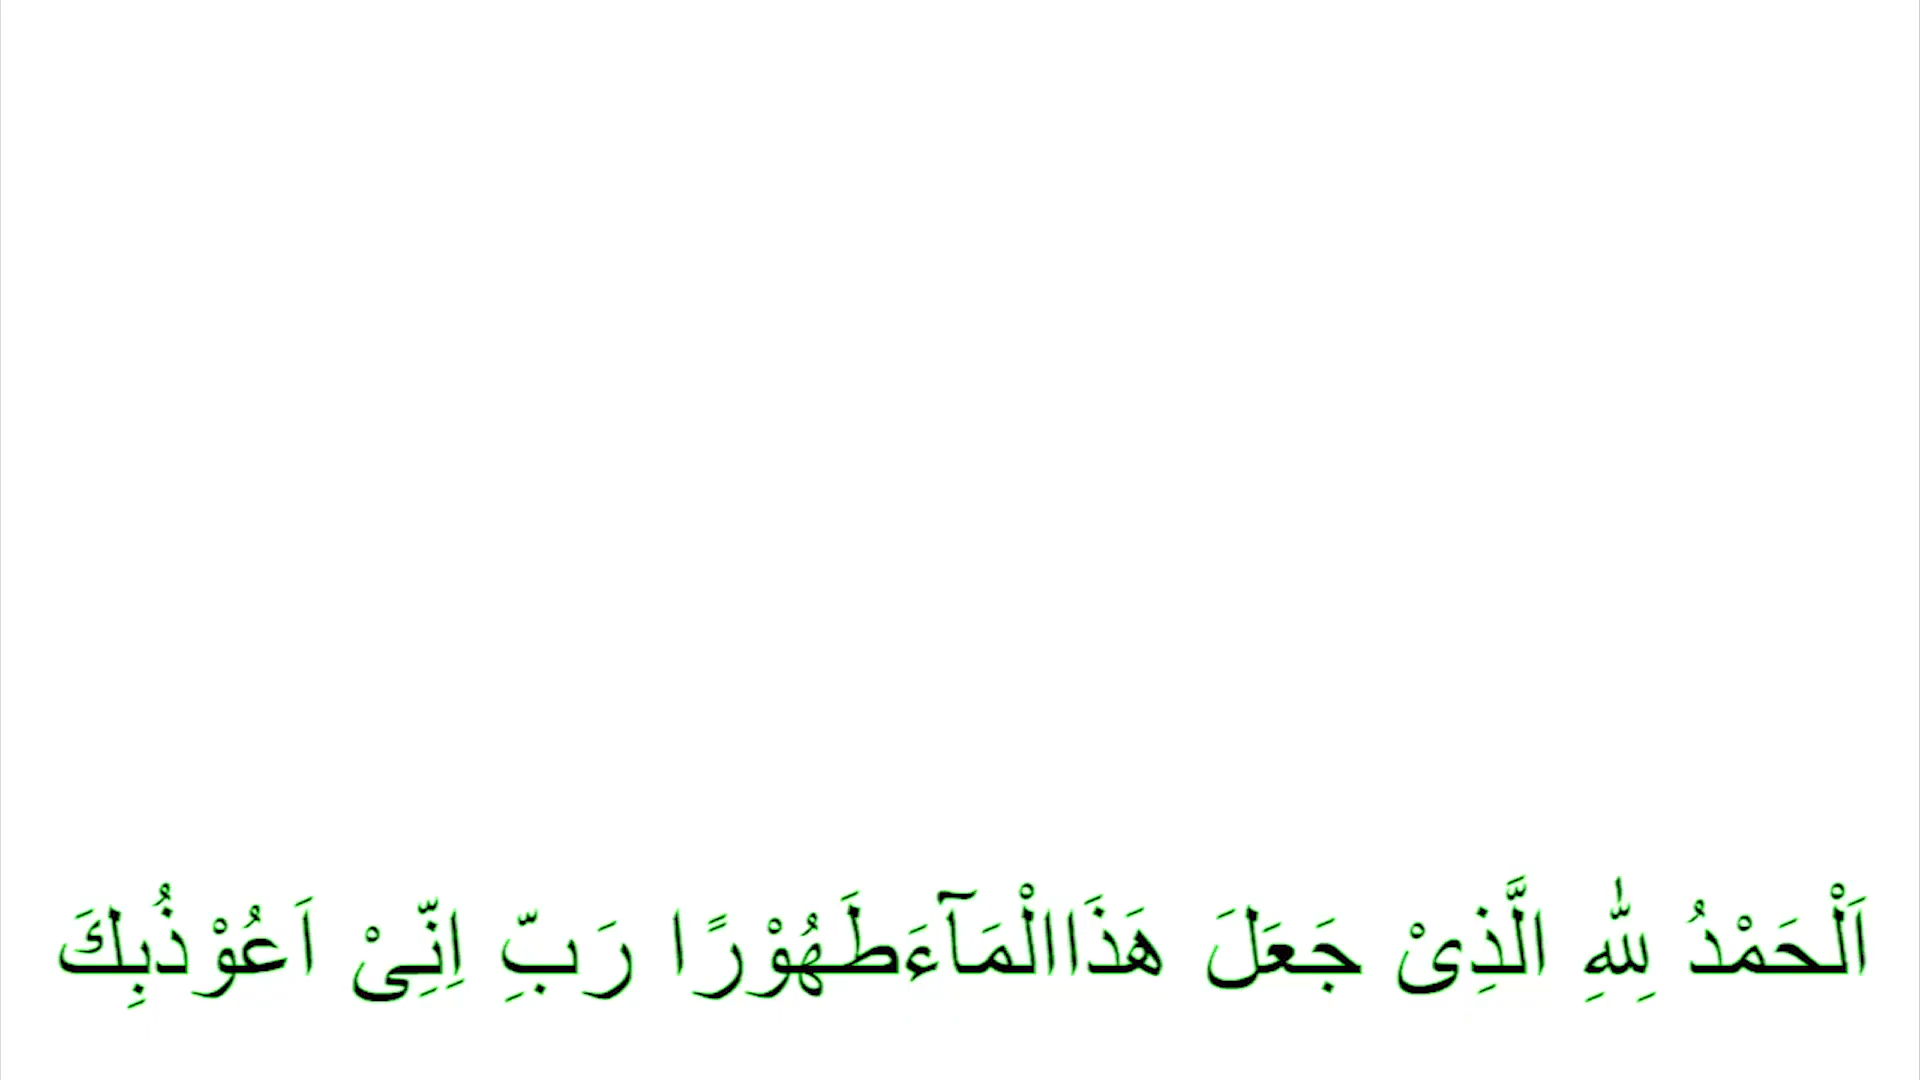 اَلْحَمْدُ لِلّٰهِ الَّذِىْ جَعَلَ هَذَاالْمَآءَطَهُوْرًا رَبِّ اِنِّىْ اَعُوْذُبِكَ